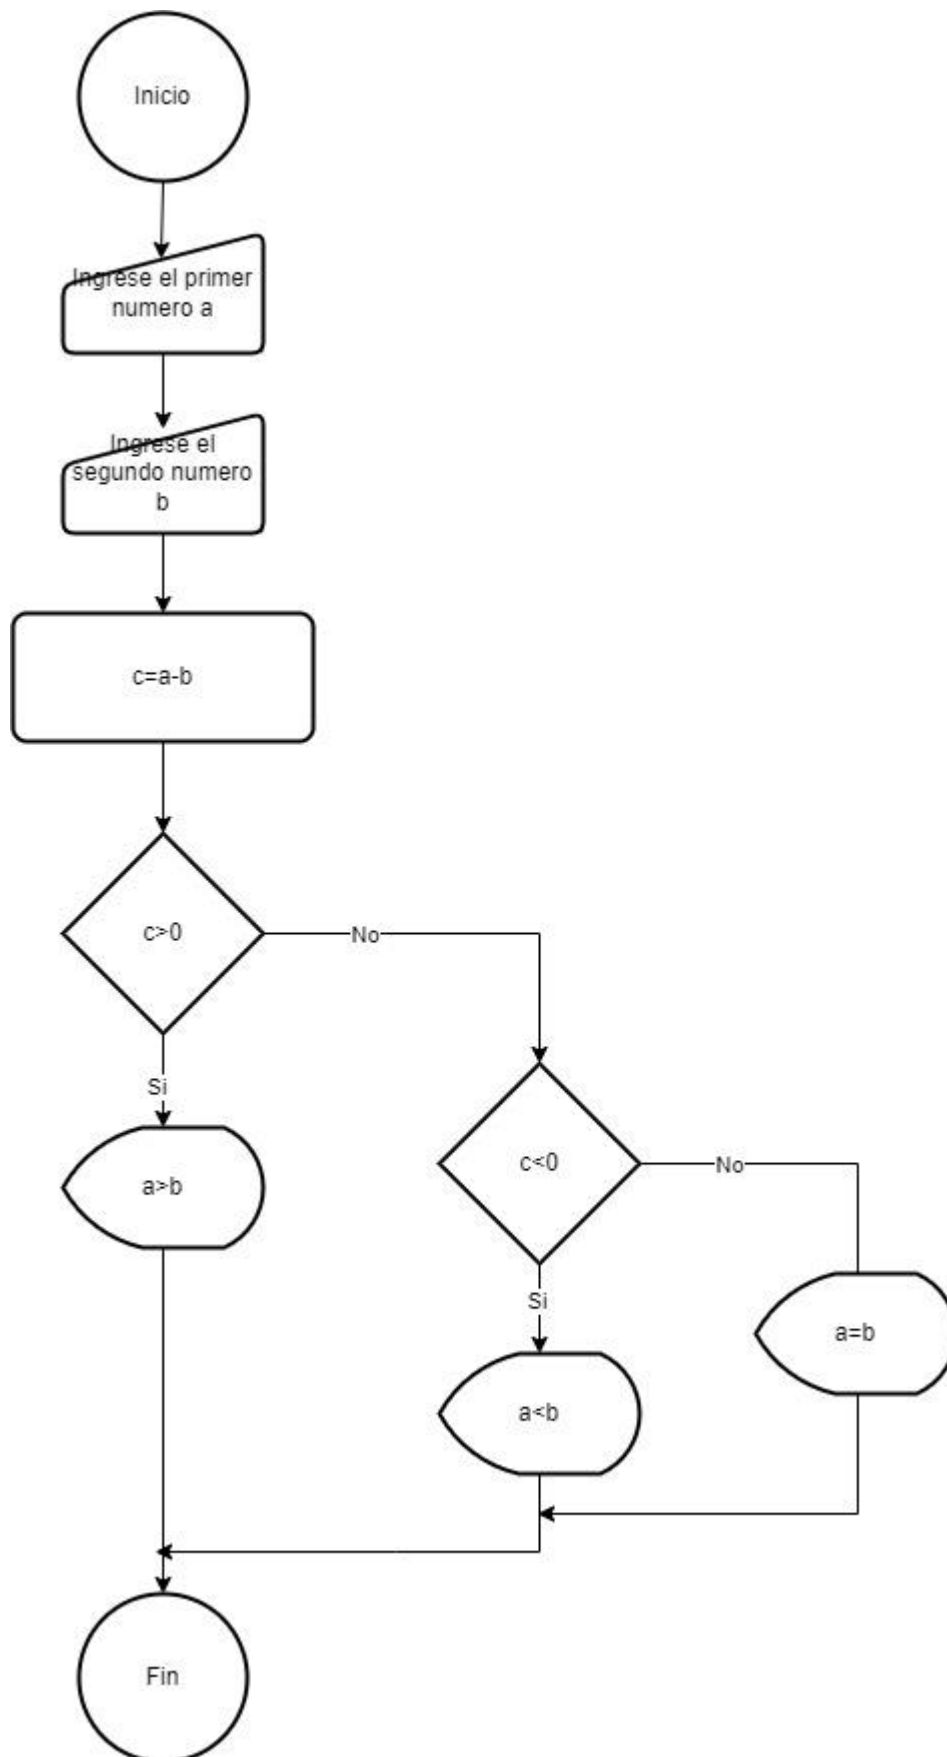 Inicio
Ingrese el primer
numero a
Ingrese el
segundo numero
b
c=a-b
c>0
No
Si
a>b
c<0
No
Si
a=b
a<b
Fin